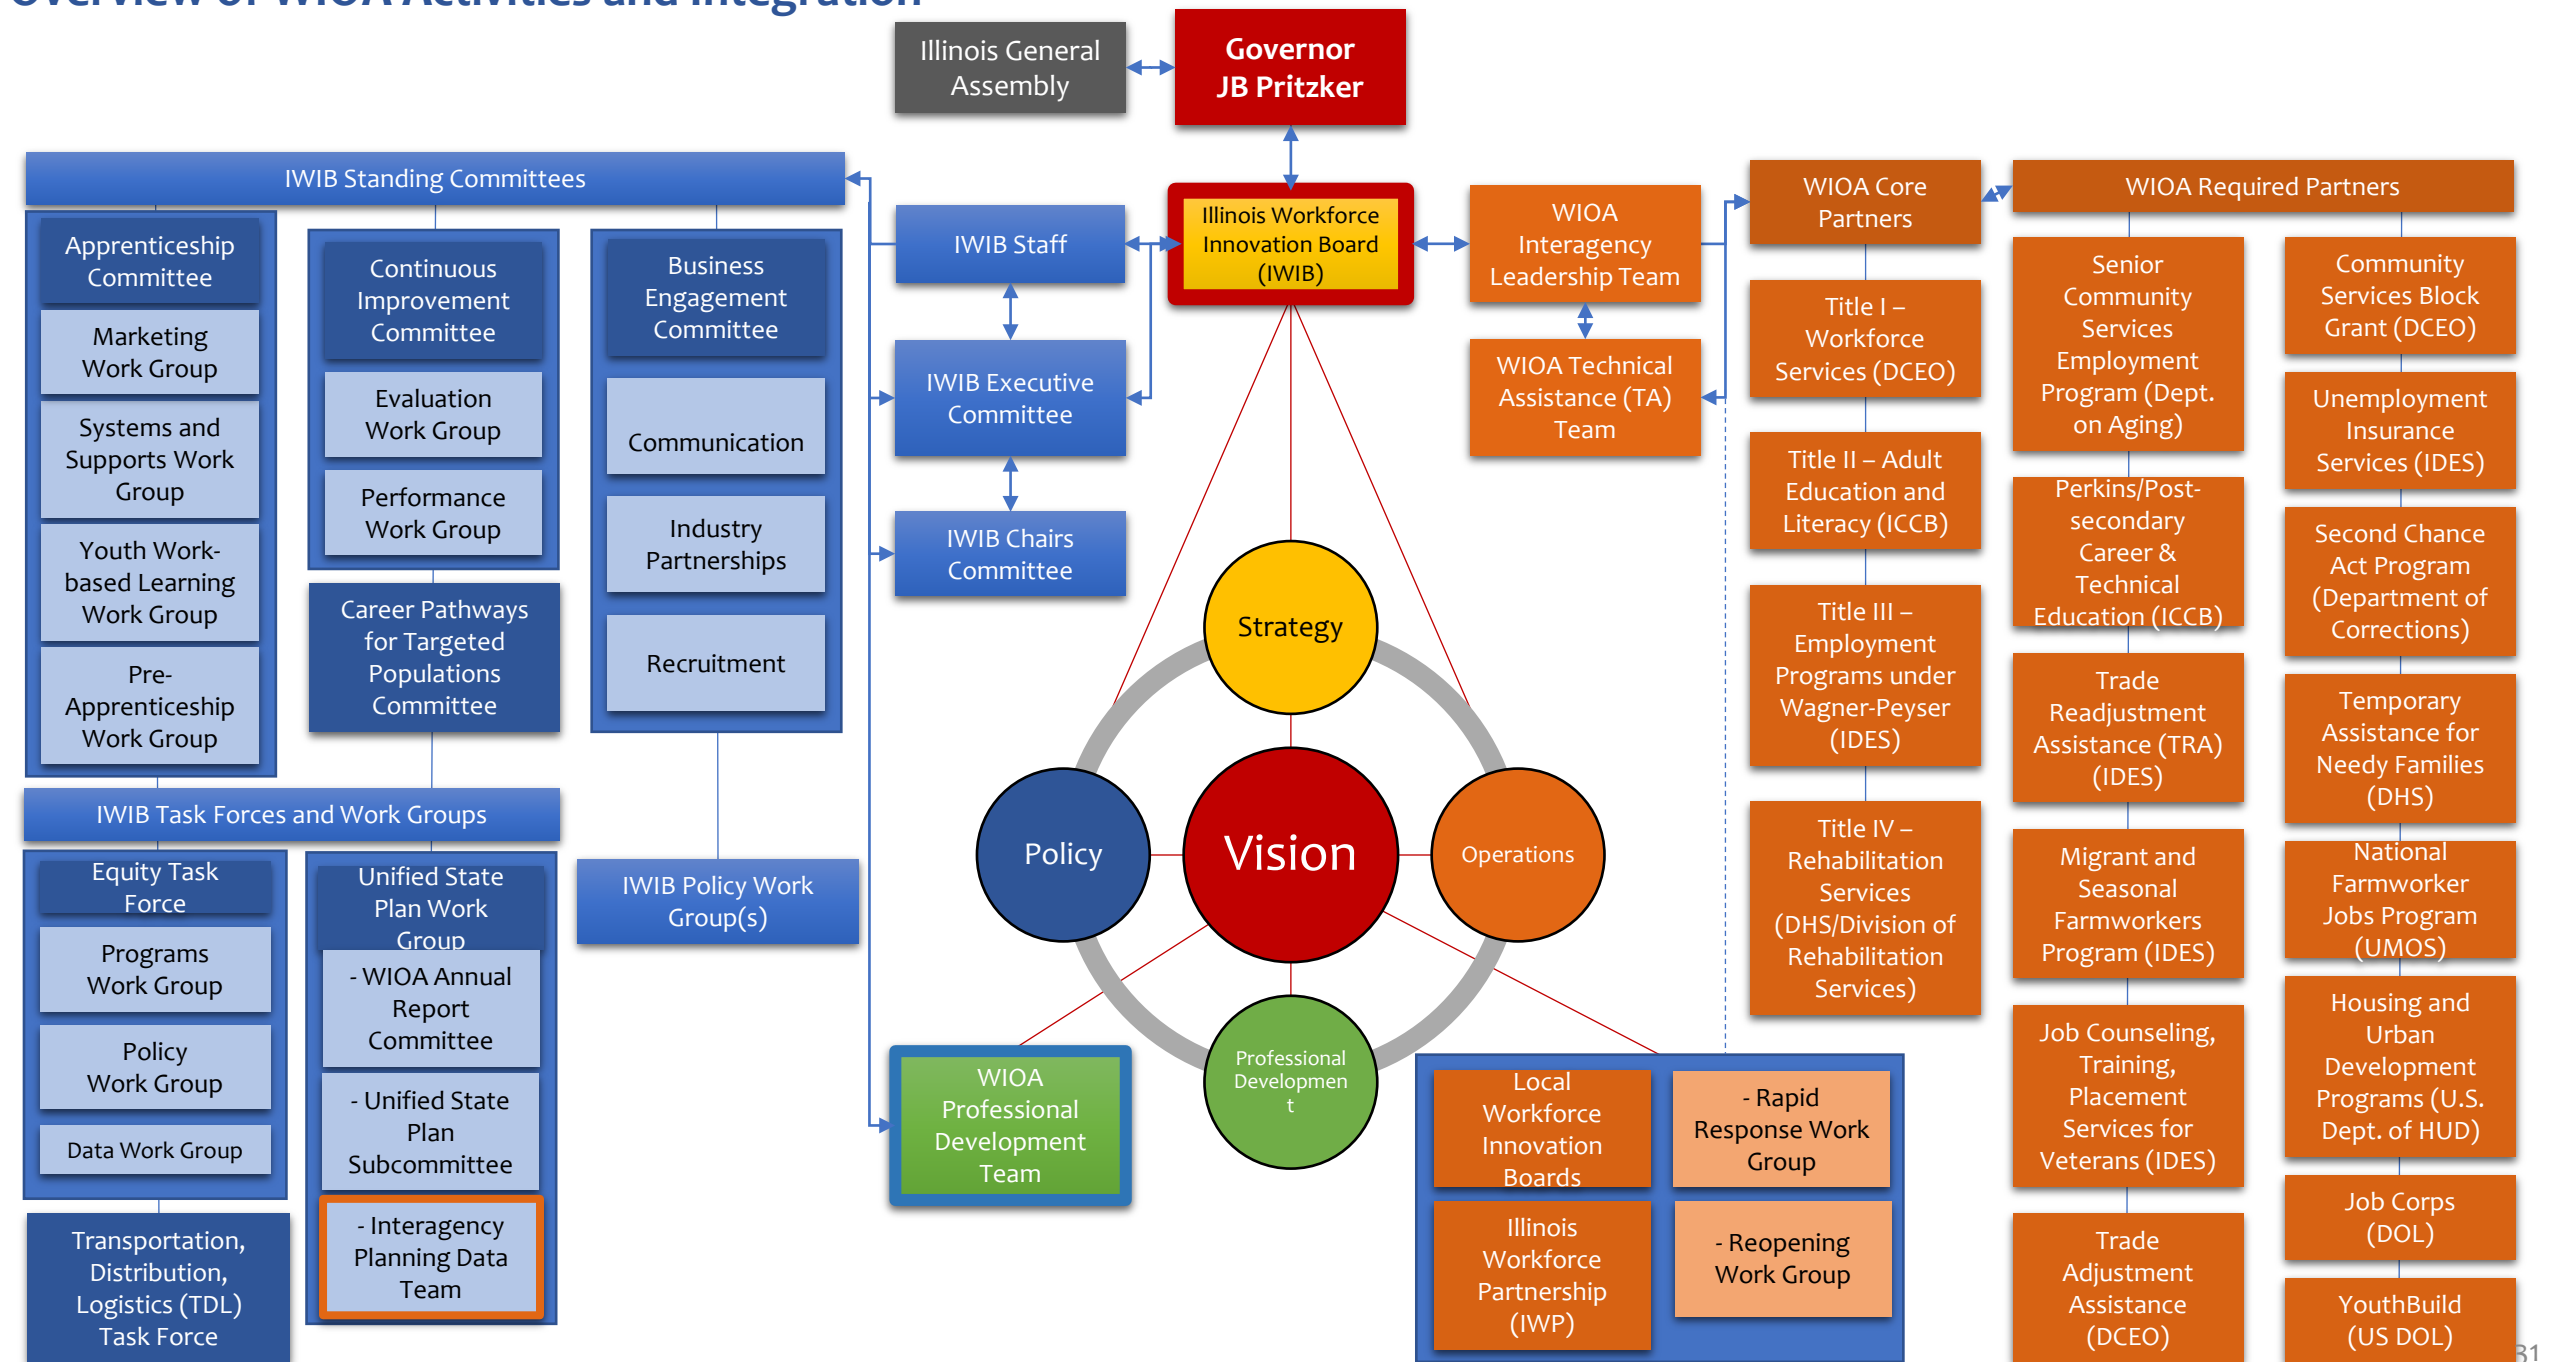 Overview of WIOA Activities and Integration
Illinois General
Assembly
Governor
JB Pritzker
IWIB Standing Committees
Apprenticeship
Committee
Marketing
Work Group
Systems and
Supports Work
Group
Youth Work-
based Learning
Work Group
Pre-
Apprenticeship
Work Group
Continuous
Improvement
Committee
Evaluation
Work Group
Performance
Work Group
Career Pathways
for Targeted
Populations
Committee
Business
Engagement
Committee
Communication
Industry
Partnerships
Recruitment
IWIB Task Forces and Work Groups
Equity Task
Force
Programs
Work Group
Policy
Work Group
Data Work Group
Transportation,
Distribution,
Logistics (TDL)
Task Force
Unified State
Plan Work
Group
- WIOA Annual
Report
Committee
- Unified State
Plan
Subcommittee
- Interagency
Planning Data
Team
IWIB Policy Work
Group(s)
IWIB Staff
IWIB Executive
Committee
IWIB Chairs
Committee
Illinois Workforce
Innovation Board
(IWIB)
WIOA
Interagency
Leadership Team
WIOA Technical
Assistance (TA)
Team
Strategy
Policy
Vision
Operations
Professional
Developmen
t
WIOA
Professional
Development
Team
Local
Workforce
Innovation
Boards
- Rapid
Response Work
Group
Illinois
Workforce
Partnership
(IWP)
- Reopening
Work Group
WIOA Core
Partners
Title I –
Workforce
Services (DCEO)
Title II – Adult
Education and
Literacy (ICCB)
Title III –
Employment
Programs under
Wagner-Peyser
(IDES)
Title IV –
Rehabilitation
Services
(DHS/Division of
Rehabilitation
Services)
WIOA Required Partners
Senior
Community
Services
Employment
Program (Dept.
on Aging)
Perkins/Post-
secondary
Career &
Technical
Education (ICCB)
Trade
Readjustment
Assistance (TRA)
(IDES)
Migrant and
Seasonal
Farmworkers
Program (IDES)
Job Counseling,
Training,
Placement
Services for
Veterans (IDES)
Trade
Adjustment
Assistance
(DCEO)
Community
Services Block
Grant (DCEO)
Unemployment
Insurance
Services (IDES)
Second Chance
Act Program
(Department of
Corrections)
Temporary
Assistance for
Needy Families
(DHS)
National
Farmworker
Jobs Program
(UMOS)
Housing and
Urban
Development
Programs (U.S.
Dept. of HUD)
Job Corps
(DOL)
YouthBuild
(US DOL)
31